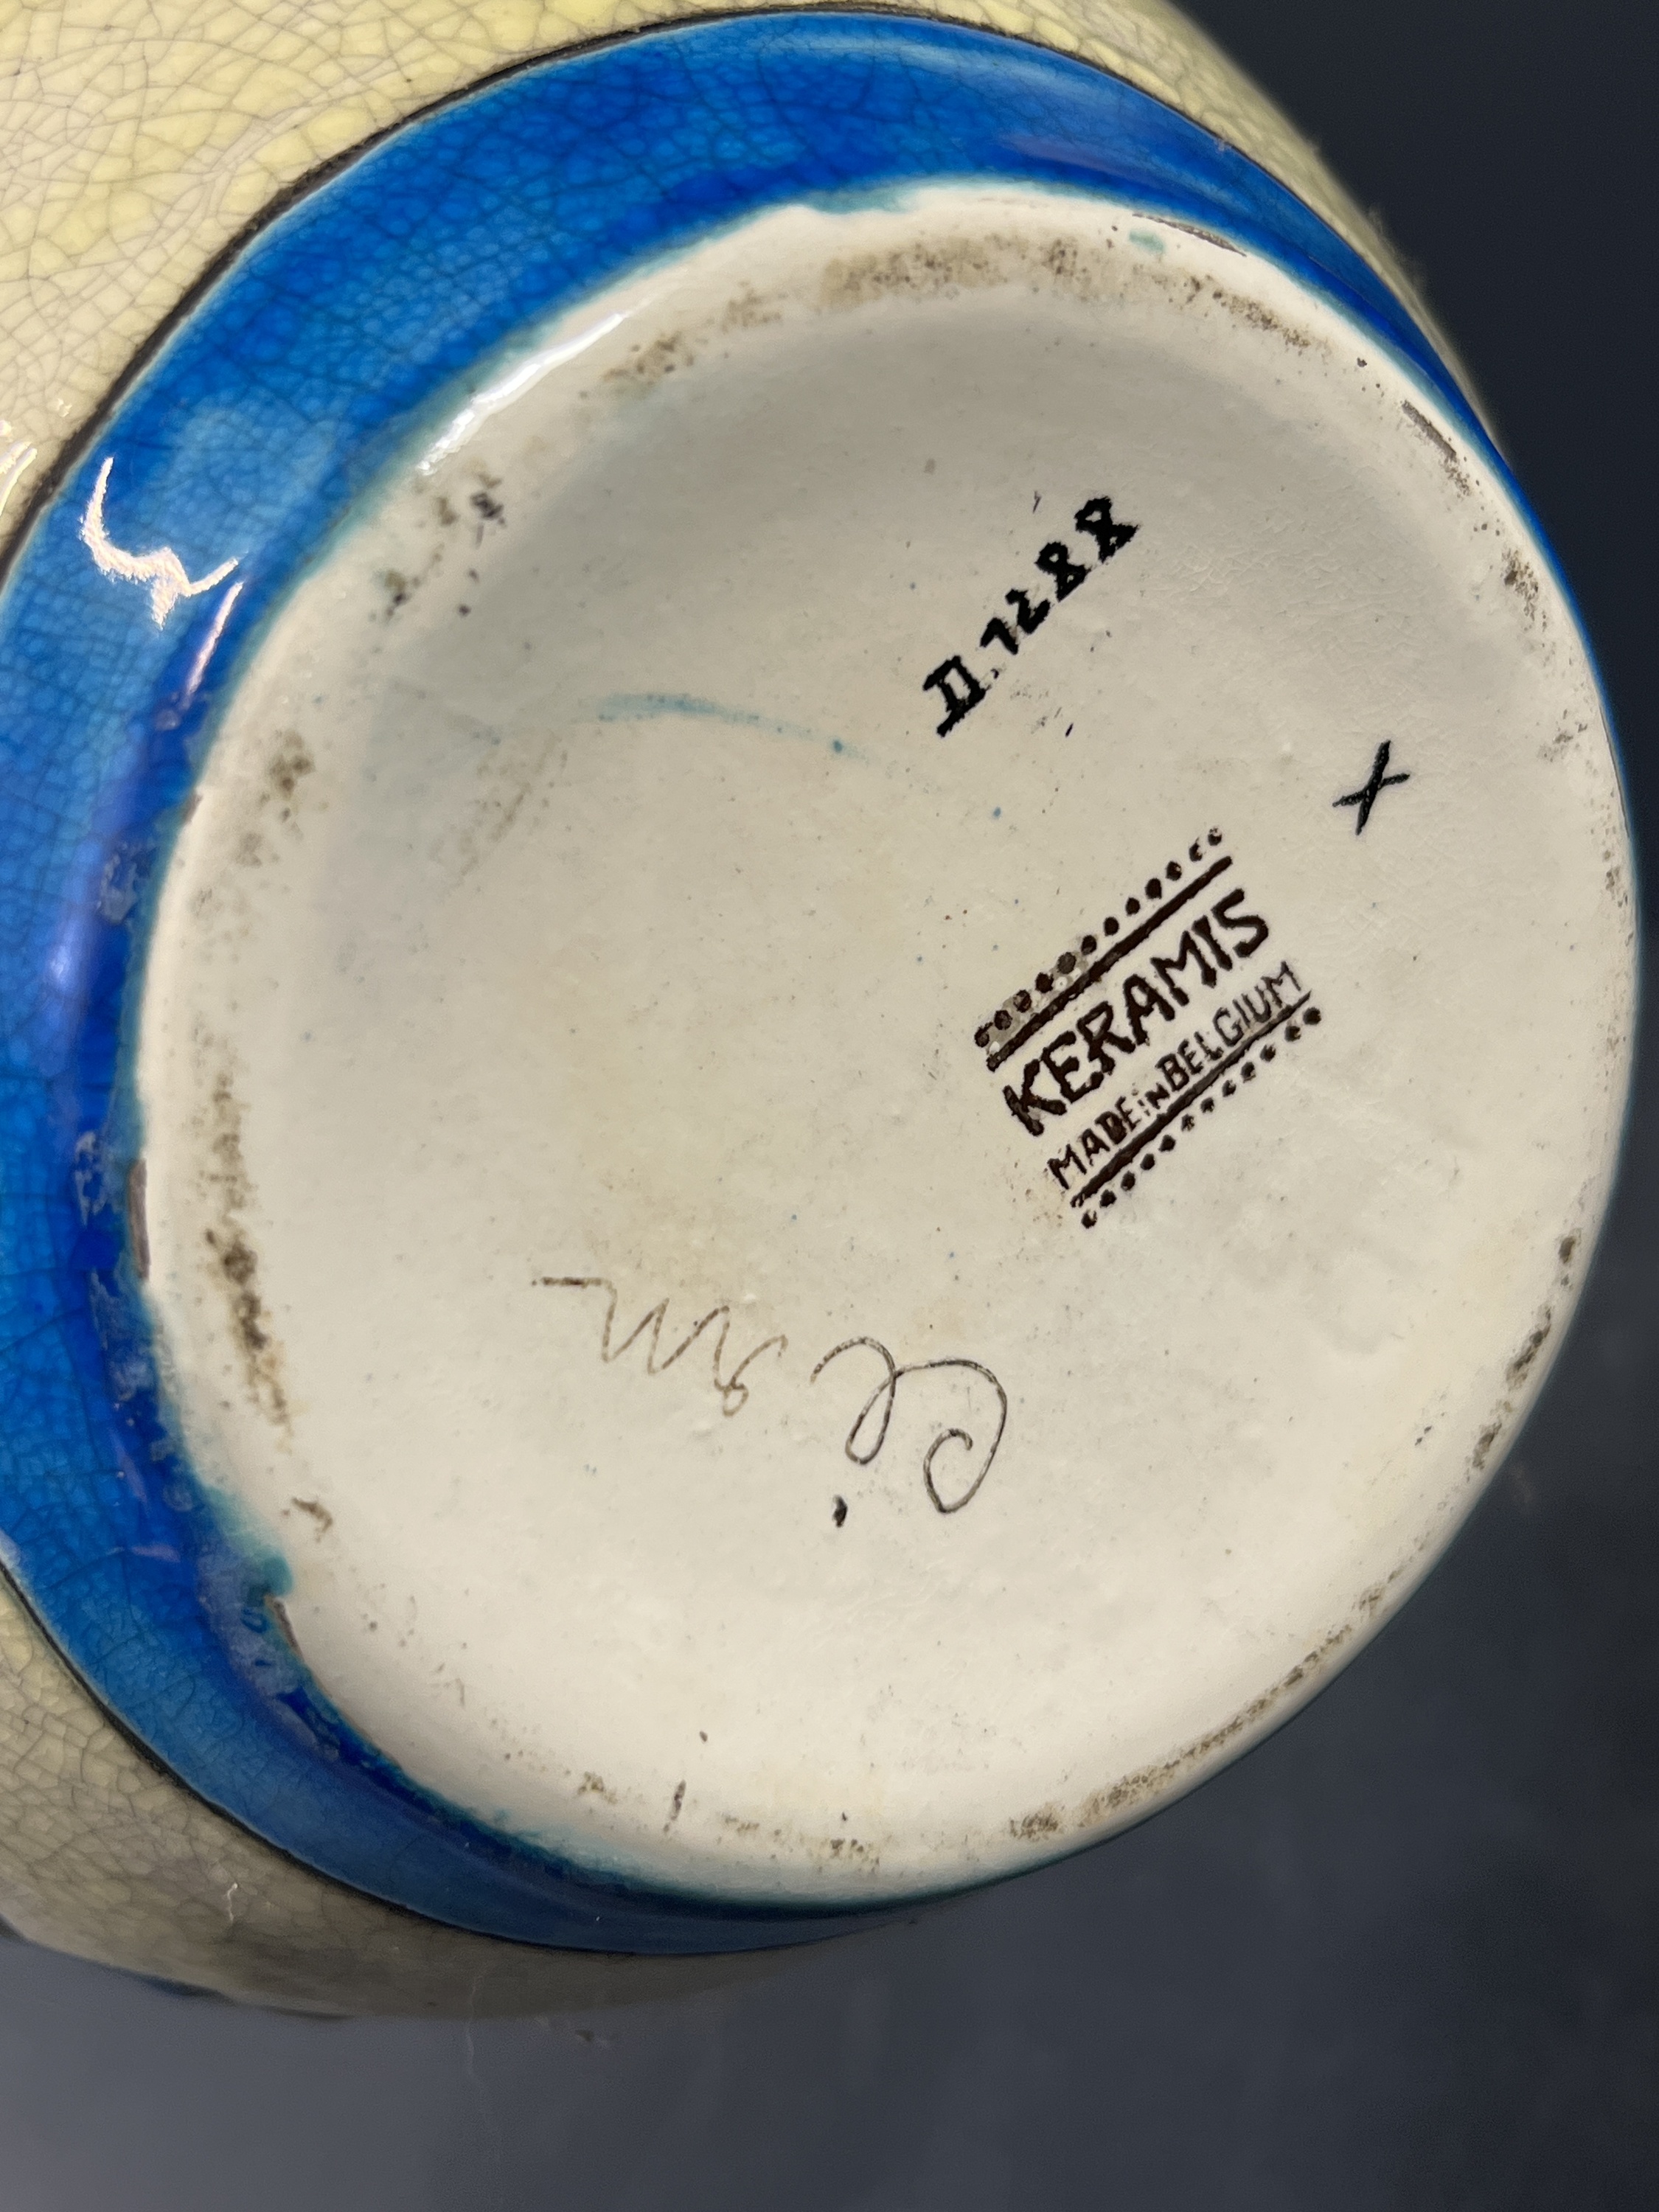 D.1288
X
KERAMIS
MADE iN BELGIUM